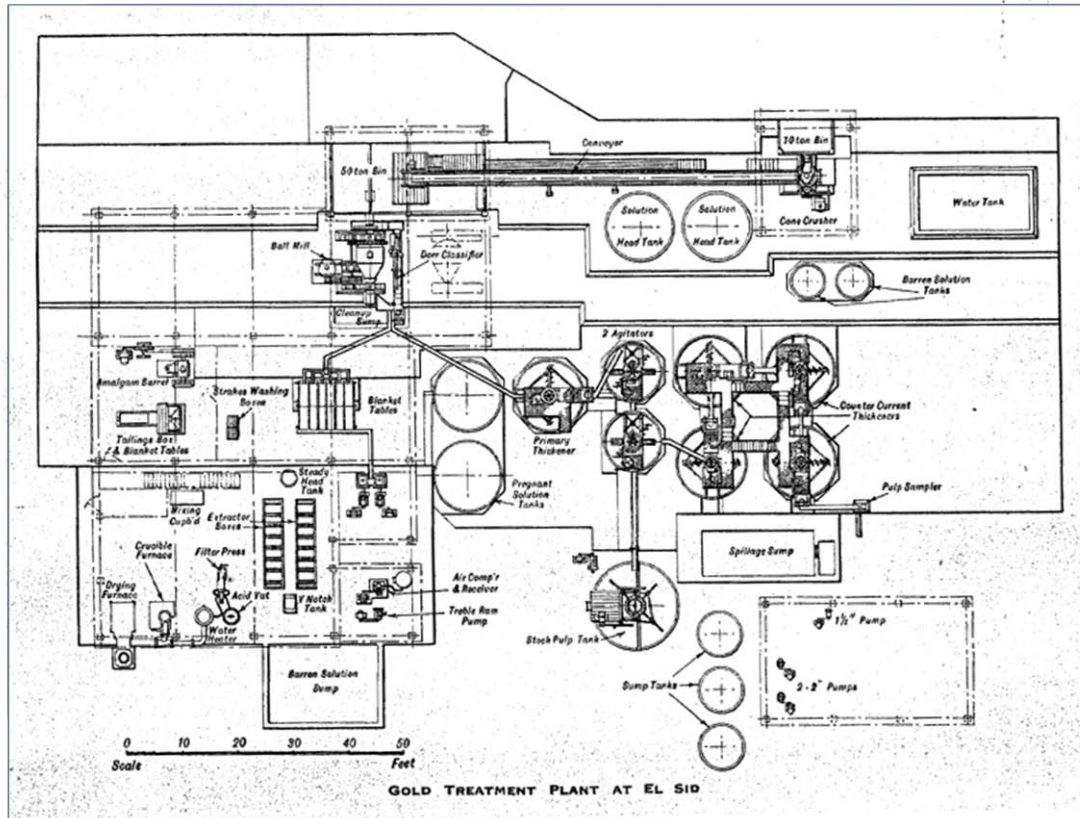 10 ton Bin
Conveyor
50 ton Bin
Solution
Head Tank
Solution
Head Tank
Cone Crusher
Water Tank
Ball Mill
Dorr Classifier
Barren Solution
Tanks
Cleanup
Sump
2 Agitators
Amalgam Barrel
Strakes Washing
Boxes
Blanket
Tables
Primary
Thickener
Counter Current
Thickeners
Tailings Box
& Blanket Tables
Steady
Head
Tank
Pregnant Solution
Tanks
Pulp Sampler
Mixing
Cupb'd
Extractor
Boxes
Spillage Sump
Crucible
Furnace
Filter Press
Drying
Furnace
Acid Vat
V Notch
Tank
Air Comp'r
& Receiver
Treble Ram
Pump
Water
Heater
Stock Pulp Tank
1½" Pump
Barren Solution
Sump
Sump Tanks
2-2" Pumps
0 10 20 30 40 50
Scale Feet
GOLD TREATMENT PLANT AT EL SID